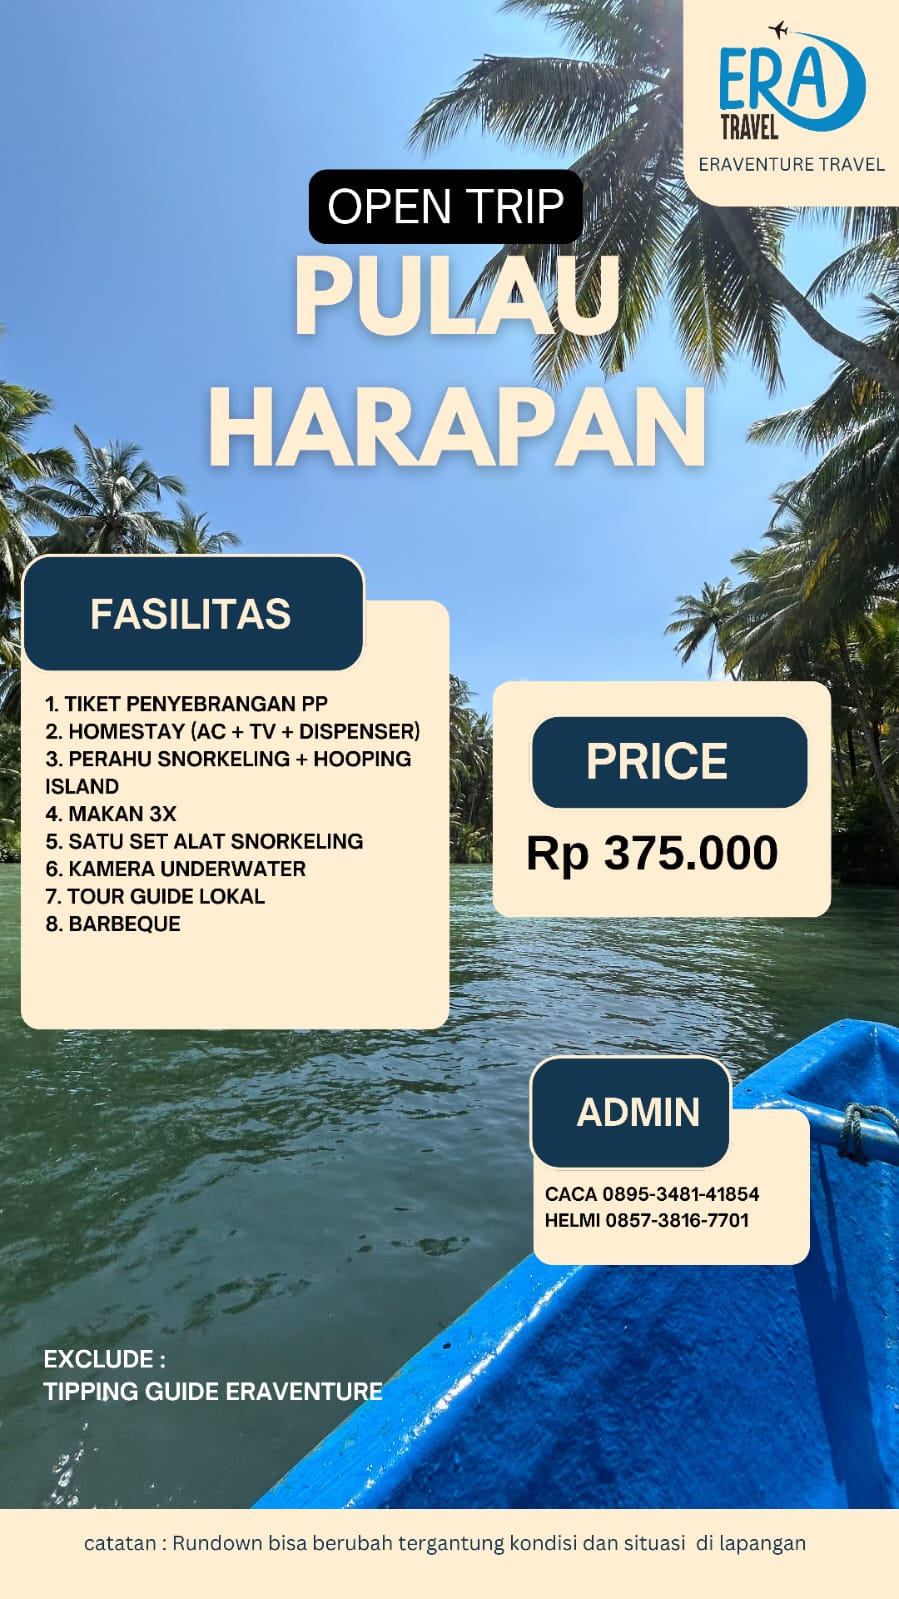 ERA
TRAVEL
ERAVENTURE TRAVEL
OPEN TRIP
PULAU
HARAPAN
FASILITAS
1. TIKET PENYEBRANGAN PP
2. HOMESTAY (AC + TV + DISPENSER)
3. PERAHU SNORKELING + HOOPING
ISLAND
4. MAKAN 3X
5. SATU SET ALAT SNORKELING
6. KAMERA UNDERWATER
7. TOUR GUIDE LOKAL
8. BARBEQUE
PRICE
Rp 375.000
ADMIN
CACA 0895-3481-41854
HELMI 0857-3816-7701
EXCLUDE :
TIPPING GUIDE ERAVENTURE
catatan : Rundown bisa berubah tergantung kondisi dan situasi di lapangan